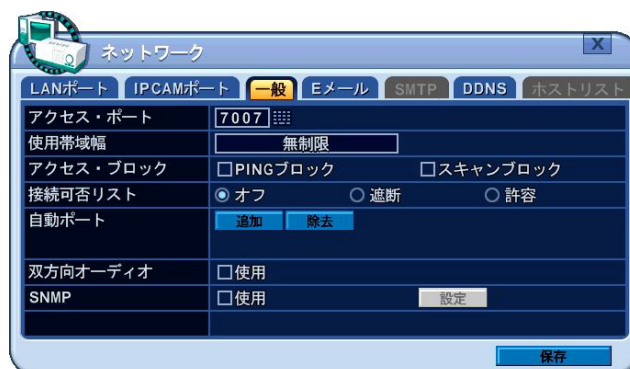 ネットワーク
X
LANポート IPCAMポート 一般 Eメール SMTP DDNS ホストリスト
アクセス・ポート 7007
使用帯域幅 無制限
アクセス・ブロック PINGブロック スキャンブロック
接続可否リスト オフ 遮断 許容
自動ポート 追加 除去
双方向オーディオ 使用
SNMP 使用 設定
保存